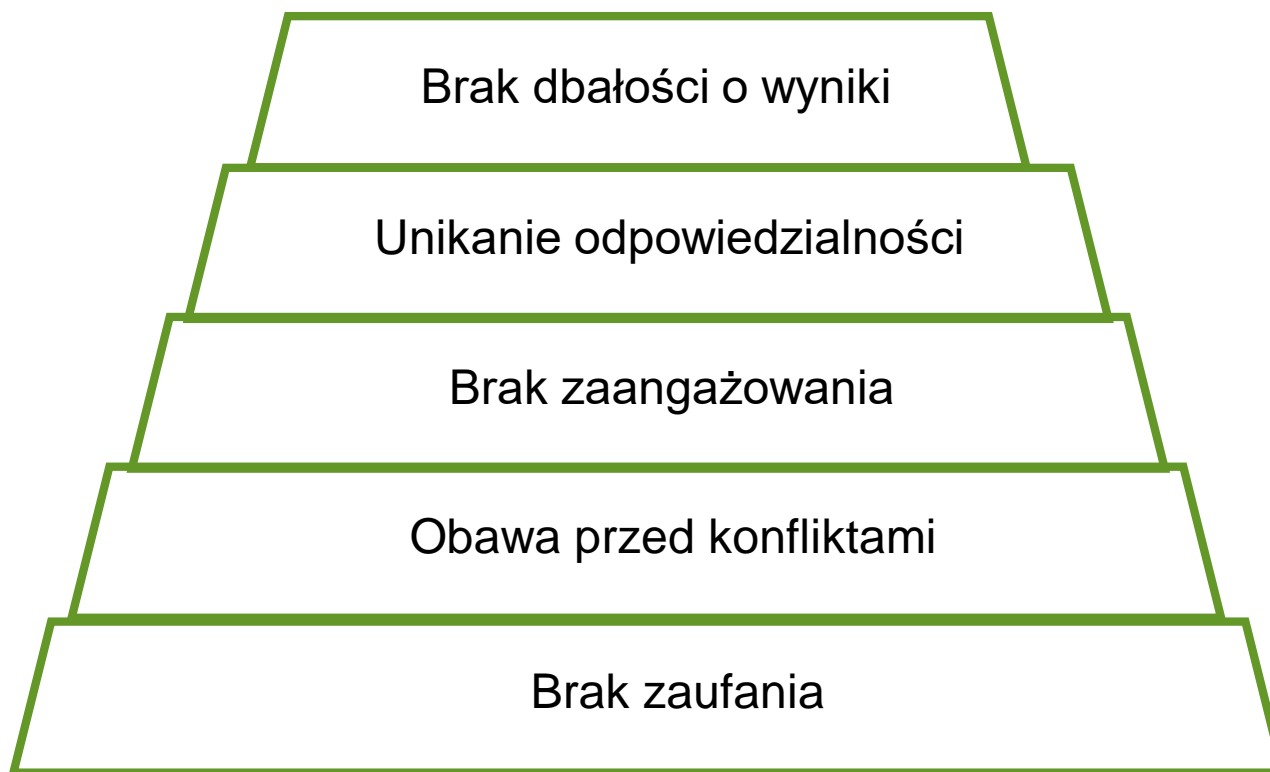 Brak dbałości o wyniki
Unikanie odpowiedzialności
Brak zaangażowania
Obawa przed konfliktami
Brak zaufania